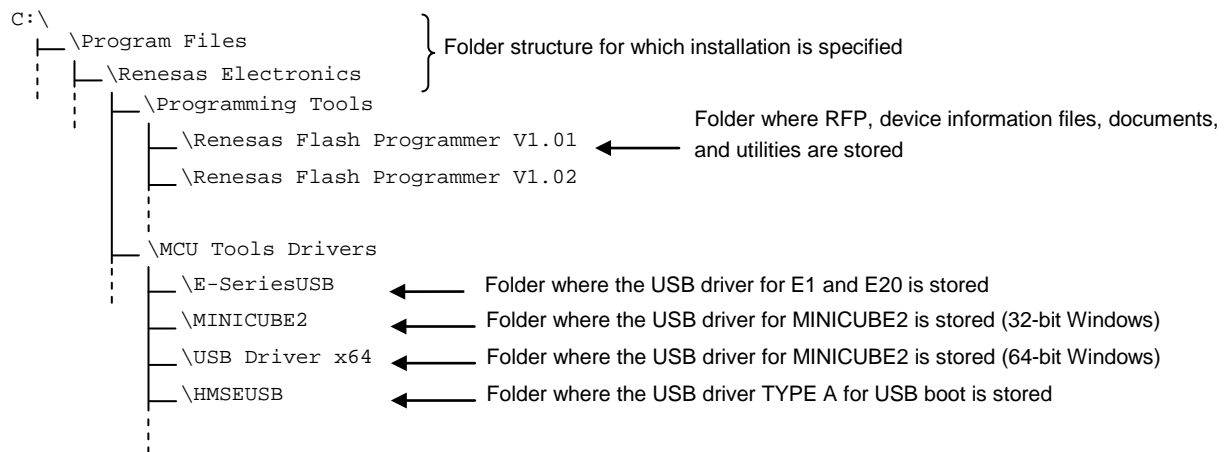 C:\
\Program Files
Folder structure for which installation is specified
\Renesas Electronics
\Programming Tools
\Renesas Flash Programmer V1.01
Folder where RFP, device information files, documents,
and utilities are stored
\Renesas Flash Programmer V1.02
\MCU Tools Drivers
\E-SeriesUSB Folder where the USB driver for E1 and E20 is stored
\MINICUBE2 Folder where the USB driver for MINICUBE2 is stored (32-bit Windows)
\USB Driver x64 Folder where the USB driver for MINICUBE2 is stored (64-bit Windows)
\HMSEUSB Folder where the USB driver TYPE A for USB boot is stored